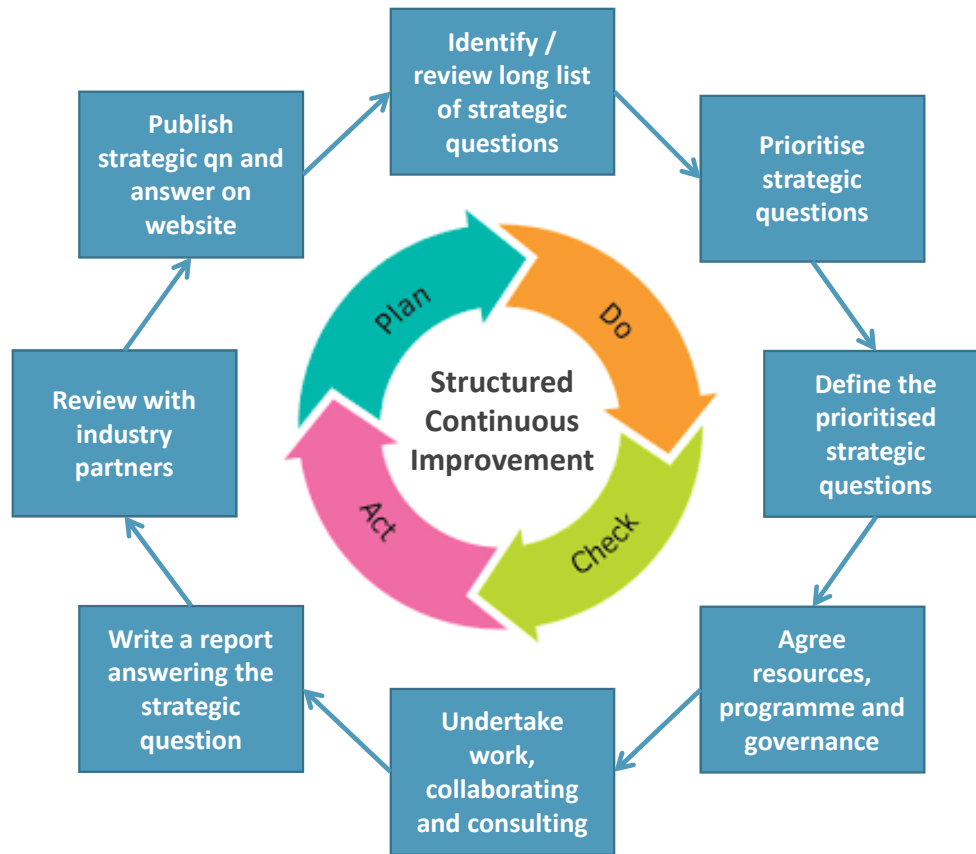 Identify /
review long list
of strategic
questions
Prioritise
strategic
questions
Define the
prioritised
strategic
questions
Agree
resources,
programme and
governance
Undertake
work,
collaborating
and consulting
Write a report
answering the
strategic
question
Review with
industry
partners
Publish
strategic qn and
answer on
website
Plan
Do
Check
Act
Structured
Continuous
Improvement